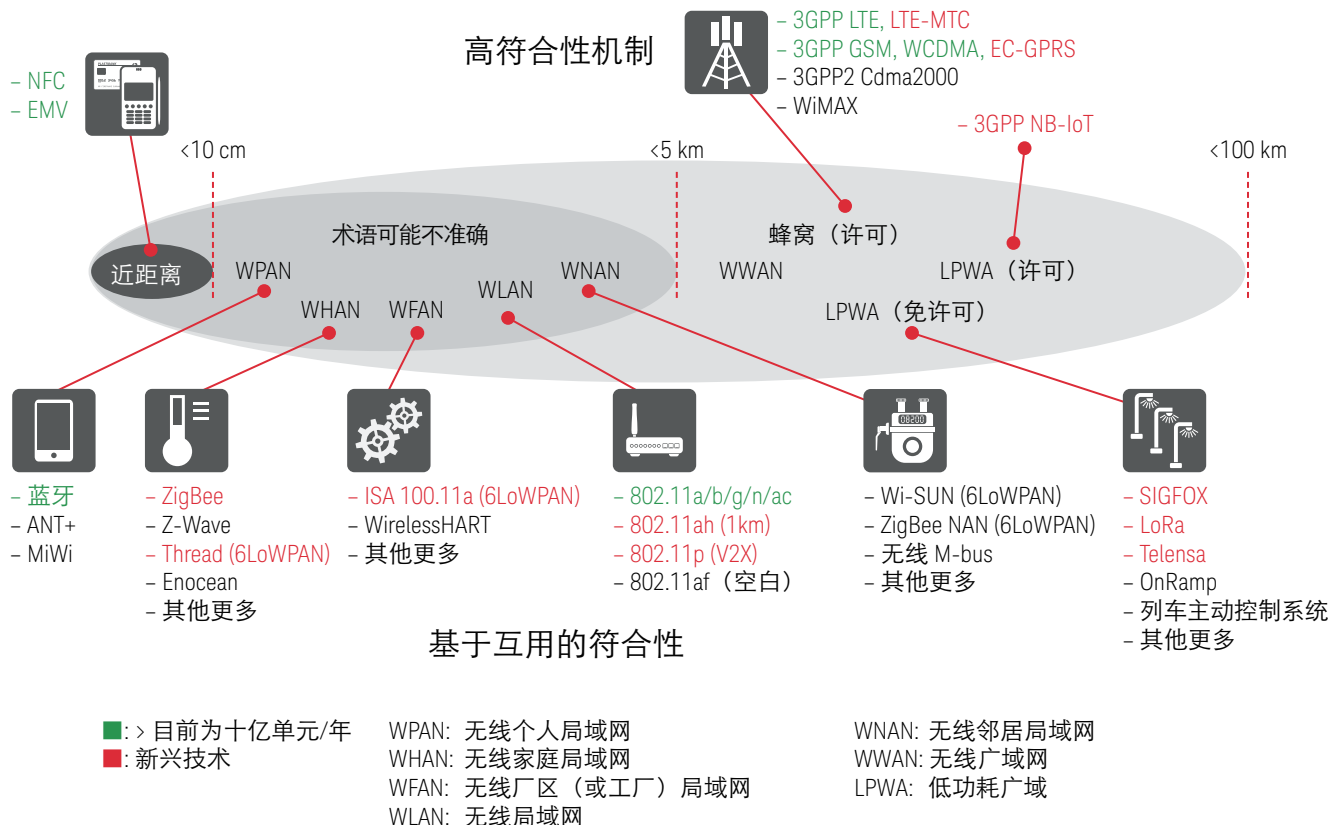 高符合性机制
– 3GPP LTE, LTE-MTC
– 3GPP GSM, WCDMA, EC-GPRS
– 3GPP2 Cdma2000
– WiMAX
– NFC
– EMV
– 3GPP NB-IoT
<10 cm
<5 km
<100 km
术语可能不准确
蜂窝（许可）
近距离
WPAN
WHAN
WFAN
WLAN
WNAN
WWAN
LPWA（许可）
LPWA（免许可）
08200
– 蓝牙
– ANT+
– MiWi
– ZigBee
– Z-Wave
– Thread (6LoWPAN)
– Enocean
– 其他更多
– ISA 100.11a (6LoWPAN)
– WirelessHART
– 其他更多
– 802.11a/b/g/n/ac
– 802.11ah (1km)
– 802.11p (V2X)
– 802.11af（空白）
– Wi-SUN (6LoWPAN)
– ZigBee NAN (6LoWPAN)
– 无线 M-bus
– 其他更多
– SIGFOX
– LoRa
– Telensa
– OnRamp
– 列车主动控制系统
– 其他更多
基于互用的符合性
: > 目前为十亿单元/年
: 新兴技术
WPAN: 无线个人局域网
WHAN: 无线家庭局域网
WFAN: 无线厂区（或工厂）局域网
WLAN: 无线局域网
WNAN: 无线邻居局域网
WWAN: 无线广域网
LPWA: 低功耗广域